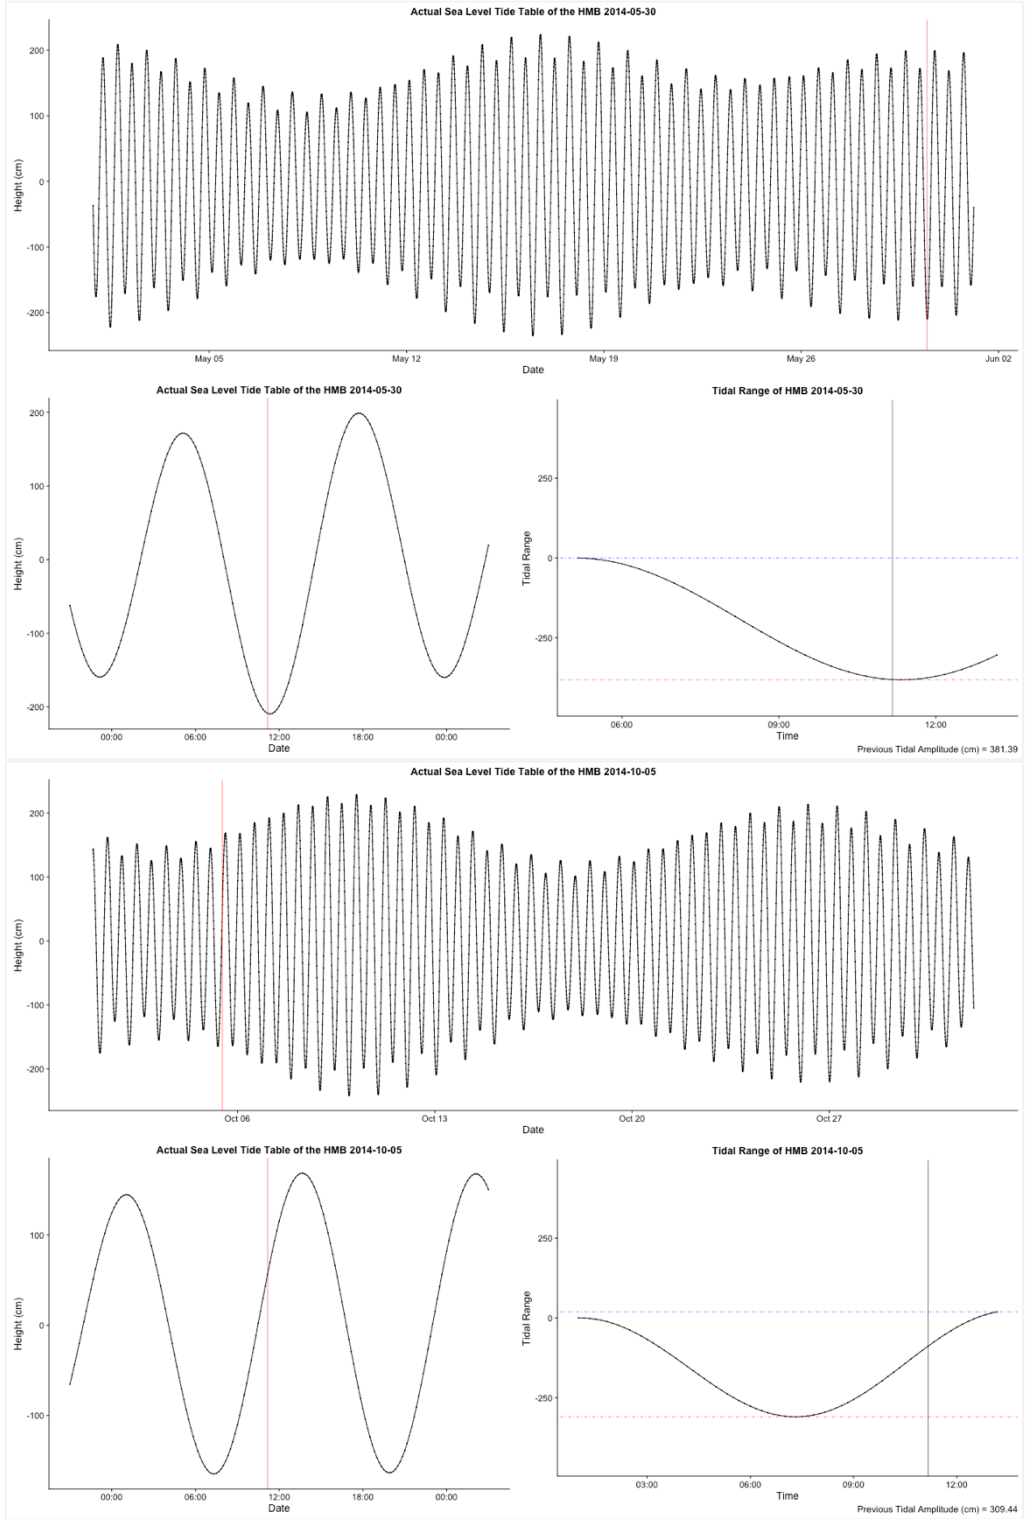 Actual Sea Level Tide Table of the HMB 2014-05-30
Height (cm)
200
100
0
-100
-200
May 05
May 12
May 19
May 26
Jun 02
Date
Actual Sea Level Tide Table of the HMB 2014-05-30
Height (cm)
200
100
0
-100
-200
00:00
06:00
12:00
18:00
00:00
Date
Tidal Range of HMB 2014-05-30
Tidal Range
250
0
-250
06:00
09:00
12:00
Time
Previous Tidal Amplitude (cm) = 381.39
Actual Sea Level Tide Table of the HMB 2014-10-05
Height (cm)
200
100
0
-100
-200
Oct 06
Oct 13
Oct 20
Oct 27
Date
Actual Sea Level Tide Table of the HMB 2014-10-05
Height (cm)
100
0
-100
00:00
06:00
12:00
18:00
00:00
Date
Tidal Range of HMB 2014-10-05
Tidal Range
250
0
-250
03:00
06:00
09:00
12:00
Time
Previous Tidal Amplitude (cm) = 309.44